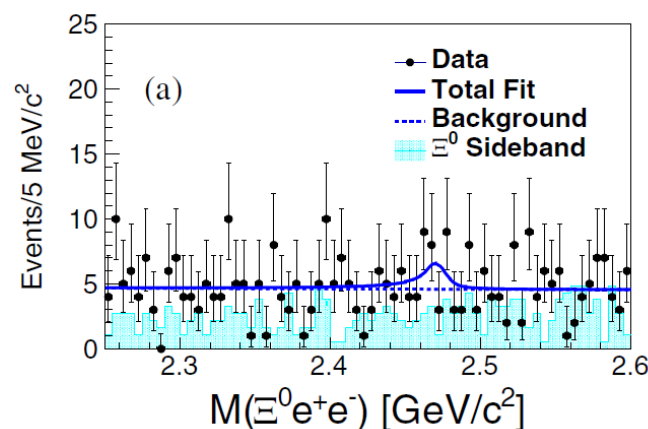 25
20
15
10
5
0
Events/5 MeV/c²
(a)
Data
Total Fit
Background
Ξ⁰ Sideband
2.3 2.4 2.5 2.6
M(Ξ⁰e⁺e⁻) [GeV/c²]